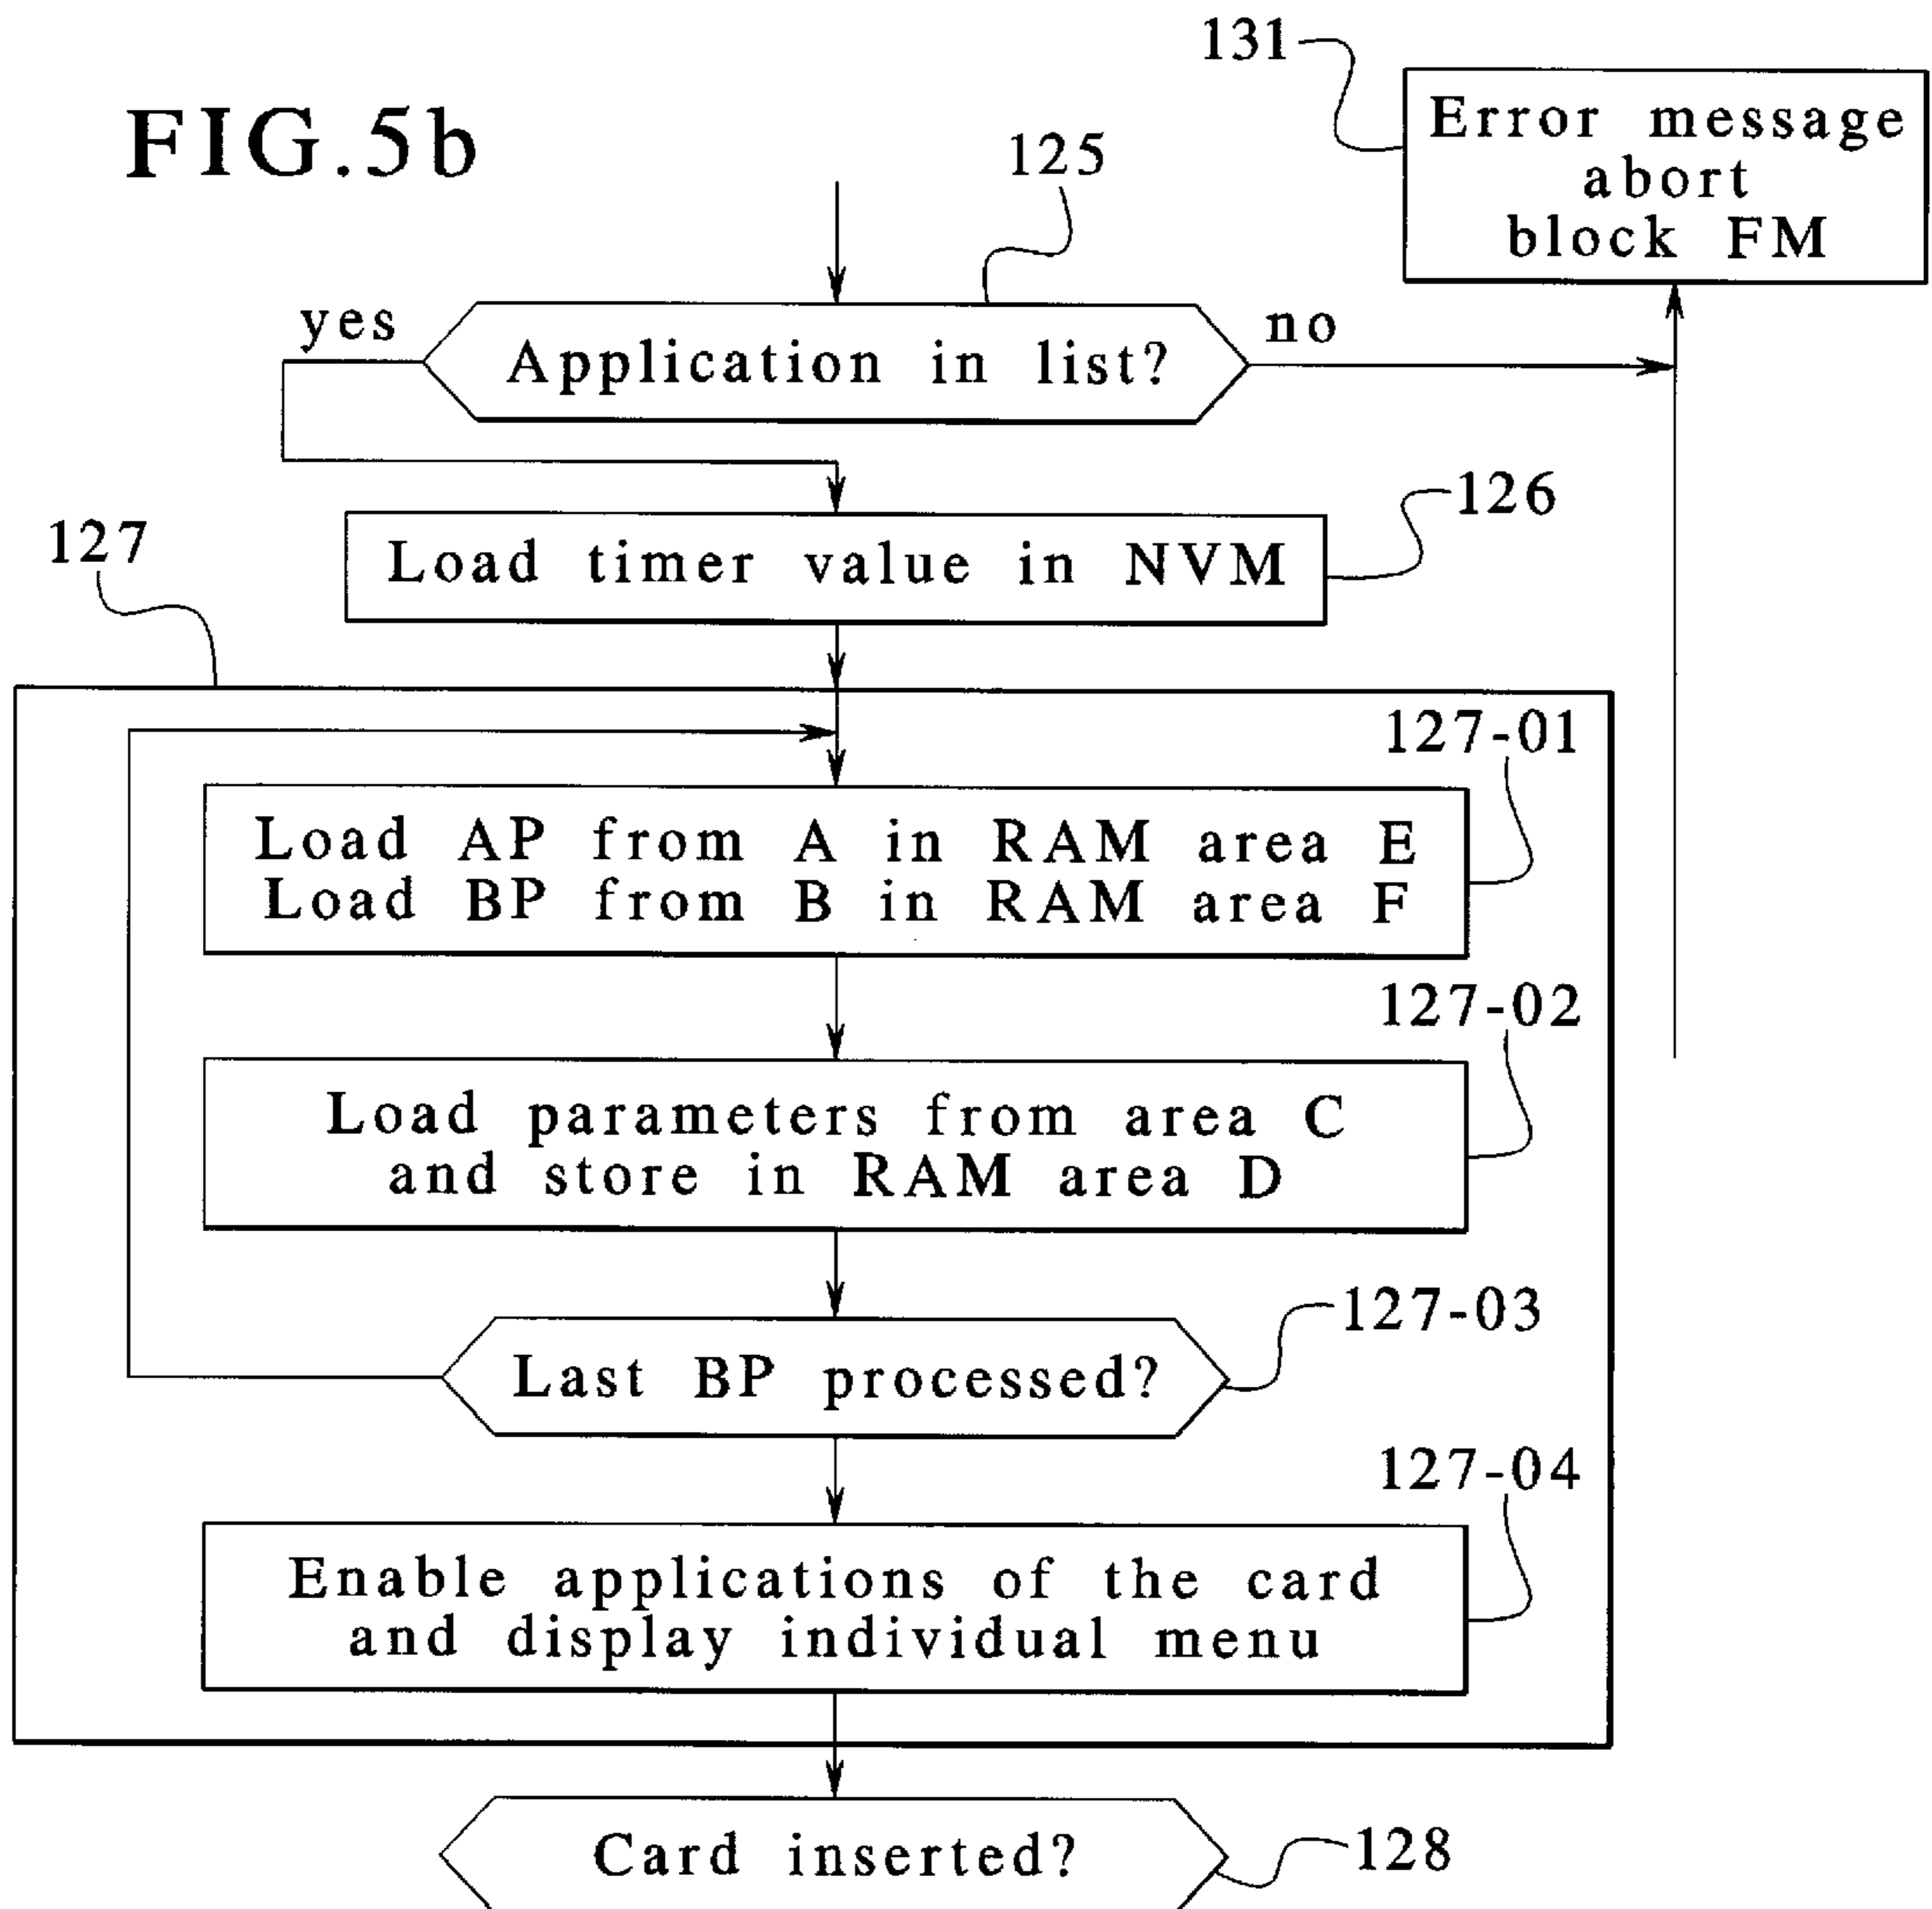 FIG.5b
131
Error message
abort
block FM
125
yes
Application in list?
no
126
Load timer value in NVM
127
127-01
Load AP from A in RAM area E
Load BP from B in RAM area F
127-02
Load parameters from area C
and store in RAM area D
127-03
Last BP processed?
127-04
Enable applications of the card
and display individual menu
Card inserted?
128